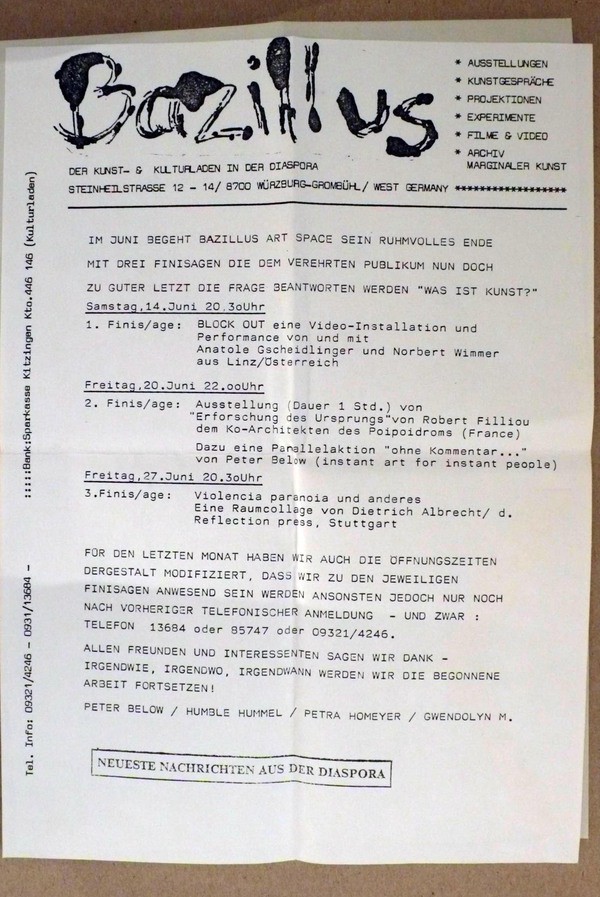 Bazillus
* AUSSTELLUNGEN
* KUNSTGESPRÄCHE
* PROJEKTIONEN
* EXPERIMENTE
* FILME & VIDEO
* ARCHIV
MARGINALER KUNST
DER KUNST- & KULTURLADEN IN DER DIASPORA
STEINHEILSTRASSE 12 - 14/ 8700 WÜRZBURG-GROMBÜHL/ WEST GERMANY ******************
IM JUNI BEGEHT BAZILLUS ART SPACE SEIN RUHMVOLLES ENDE
MIT DREI FINISAGEN DIE DEM VEREHRTEN PUBLIKUM NUN DOCH
ZU GUTER LETZT DIE FRAGE BEANTWORTEN WERDEN "WAS IST KUNST?"
Samstag,14.Juni 20.3oUhr
1. Finis/age: BLOCK OUT eine Video-Installation und
Performance von und mit
Anatole Gscheidlinger und Norbert Wimmer
aus Linz/Österreich
Freitag,20.Juni 22.ooUhr
2. Finis/age: Ausstellung (Dauer 1 Std.) von
"Erforschung des Ursprungs"von Robert Filliou
dem Ko-Architekten des Poipoidroms (France)
Dazu eine Parallelaktion "ohne Kommentar..."
von Peter Below (instant art for instant people)
Freitag,27.Juni 20.3oUhr
3.Finis/age: Violencia paranoia und anderes
Eine Raumcollage von Dietrich Albrecht/ d.
Reflection press, Stuttgart
FÜR DEN LETZTEN MONAT HABEN WIR AUCH DIE ÖFFNUNGSZEITEN
DERGESTALT MODIFIZIERT, DASS WIR ZU DEN JEWEILIGEN
FINISAGEN ANWESEND SEIN WERDEN ANSONSTEN JEDOCH NUR NOCH
NACH VORHERIGER TELEFONISCHER ANMELDUNG - UND ZWAR :
TELEFON 13684 oder 85747 oder 09321/4246.
ALLEN FREUNDEN UND INTERESSENTEN SAGEN WIR DANK -
IRGENDWIE, IRGENDWO, IRGENDWANN WERDEN WIR DIE BEGONNENE
ARBEIT FORTSETZEN!
PETER BELOW / HUMBLE HUMMEL / PETRA HOMEYER / GWENDOLYN M.
NEUESTE NACHRICHTEN AUS DER DIASPORA
Tel. Info: 09321/4246 - 0931/13684 - :::::Bank:Sparkasse Kitzingen Kto.446 146 (Kulturladen)